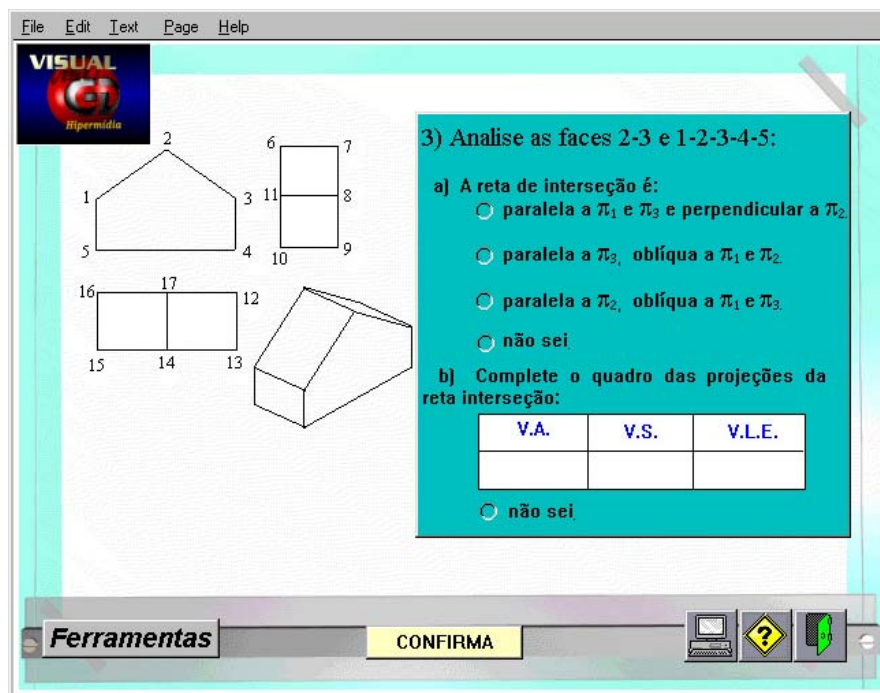 File Edit Text Page Help
VISUAL
GD
Hipermídia
2
1
3
5
4
6
7
11
8
10
9
16
17
12
15
14
13
3) Analise as faces 2-3 e 1-2-3-4-5:
a) A reta de interseção é:
paralela a π1 e π3 e perpendicular a π2.
paralela a π3, oblíqua a π1 e π2.
paralela a π2, oblíqua a π1 e π3.
não sei.
b) Complete o quadro das projeções da
reta interseção:
V.A. V.S. V.L.E.
não sei.
Ferramentas
CONFIRMA
?